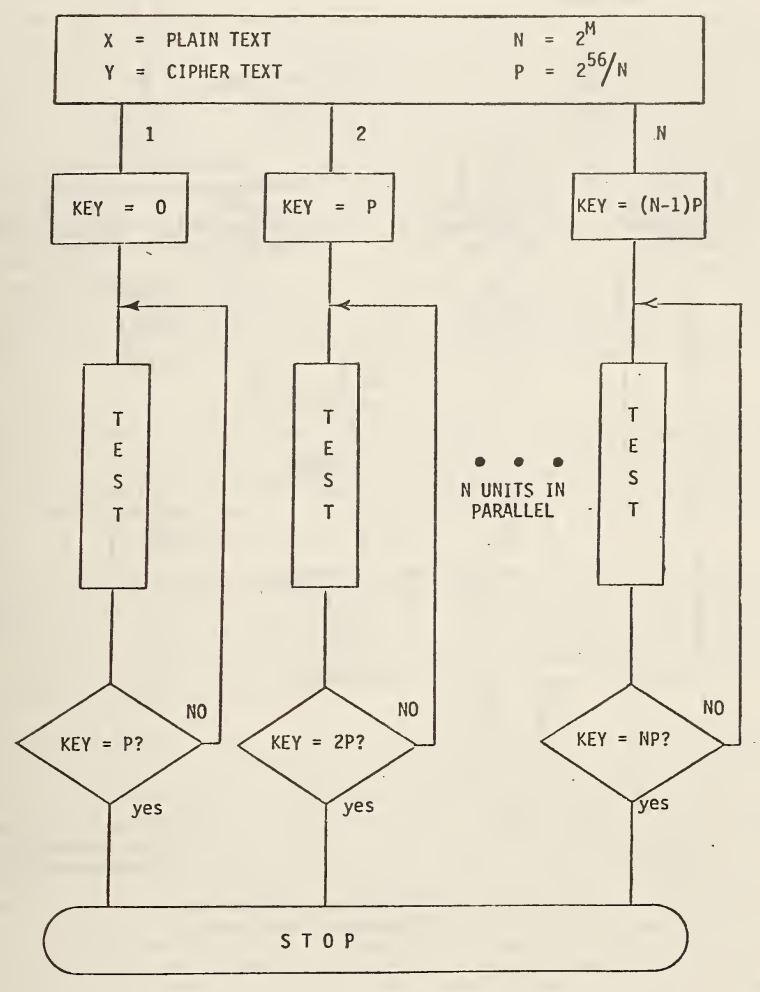 X = PLAIN TEXT N = 2^M
Y = CIPHER TEXT P = 2^56/N
1 2 N
KEY = 0 KEY = P KEY = (N-1)P
T E S T T E S T T E S T
N UNITS IN
PARALLEL
NO NO NO
KEY = P? KEY = 2P? KEY = NP?
yes yes yes
STOP